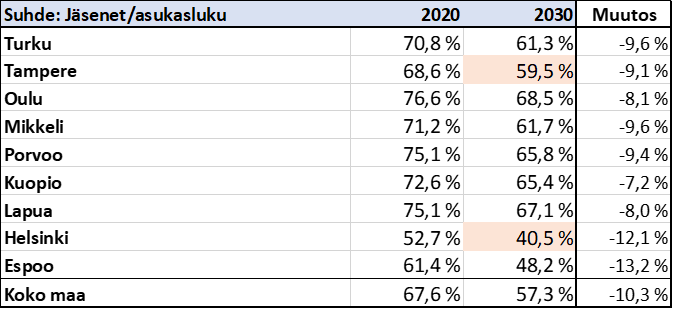 Suhde: Jäsenet/asukasluku 2020 2030 Muutos
Turku 70,8 % 61,3 % -9,6 %
Tampere 68,6 % 59,5 % -9,1 %
Oulu 76,6 % 68,5 % -8,1 %
Mikkeli 71,2 % 61,7 % -9,6 %
Porvoo 75,1 % 65,8 % -9,4 %
Kuopio 72,6 % 65,4 % -7,2 %
Lapua 75,1 % 67,1 % -8,0 %
Helsinki 52,7 % 40,5 % -12,1 %
Espoo 61,4 % 48,2 % -13,2 %
Koko maa 67,6 % 57,3 % -10,3 %